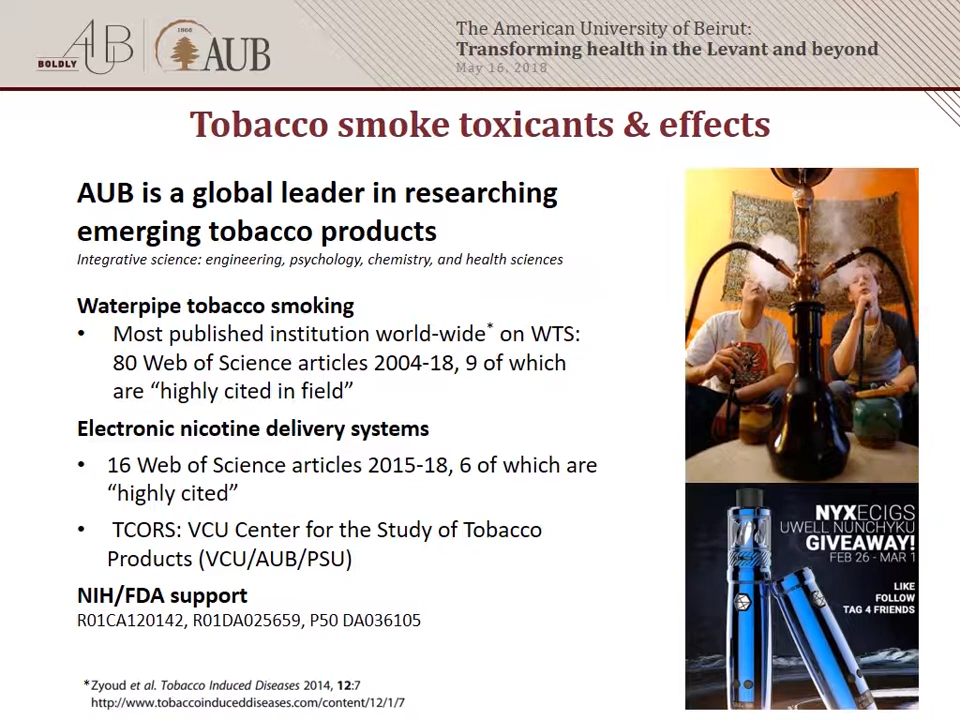 AUB
BOLDLY
1866
AUB
The American University of Beirut:
Transforming health in the Levant and beyond
May 16, 2018
Tobacco smoke toxicants & effects
AUB is a global leader in researching
emerging tobacco products
Integrative science: engineering, psychology, chemistry, and health sciences
Waterpipe tobacco smoking
• Most published institution world-wide* on WTS:
80 Web of Science articles 2004-18, 9 of which
are “highly cited in field”
Electronic nicotine delivery systems
• 16 Web of Science articles 2015-18, 6 of which are
“highly cited”
• TCORS: VCU Center for the Study of Tobacco
Products (VCU/AUB/PSU)
NIH/FDA support
R01CA120142, R01DA025659, P50 DA036105
*Zyoud et al. Tobacco Induced Diseases 2014, 12:7
http://www.tobaccoinduceddiseases.com/content/12/1/7
NYXECIGS
UWELL NUNCHYKU
GIVEAWAY!
FEB 26 - MAR 1
LIKE
FOLLOW
TAG 4 FRIENDS